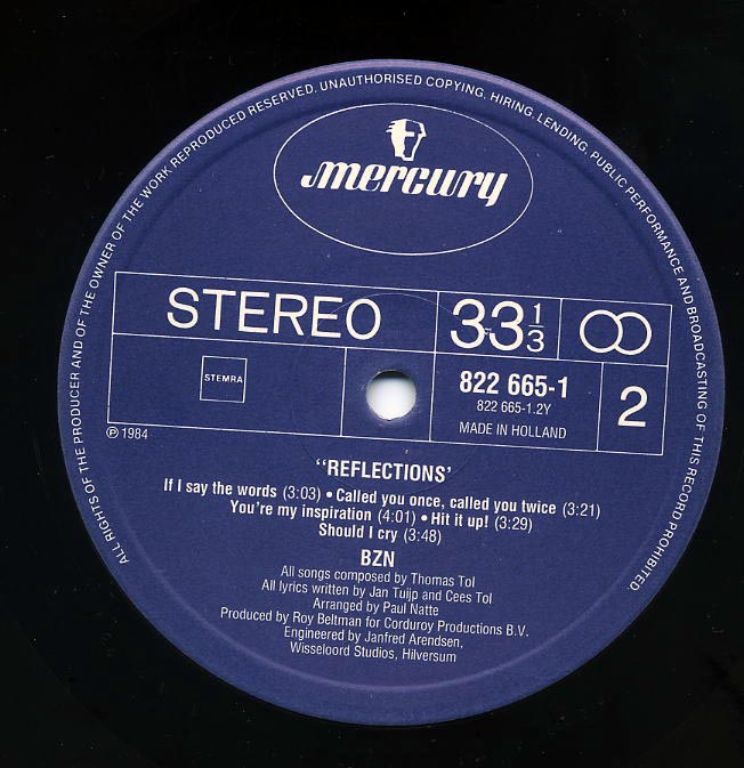 ALL RIGHTS OF THE PRODUCER AND OF THE OWNER OF THE WORK REPRODUCED RESERVED. UNAUTHORISED COPYING, HIRING, LENDING, PUBLIC PERFORMANCE AND BROADCASTING OF THIS RECORD PROHIBITED.
mercury
STEREO 33 1/3
STEMRA
822 665-1
822 665-1.2Y
MADE IN HOLLAND
2
℗ 1984
"REFLECTIONS'
If I say the words (3:03) • Called you once, called you twice (3:21)
You're my inspiration (4:01) • Hit it up! (3:29)
Should I cry (3:48)
BZN
All songs composed by Thomas Tol
All lyrics written by Jan Tuijp and Cees Tol
Arranged by Paul Natte
Produced by Roy Beltman for Corduroy Productions B.V.
Engineered by Janfred Arendsen,
Wisseloord Studios, Hilversum